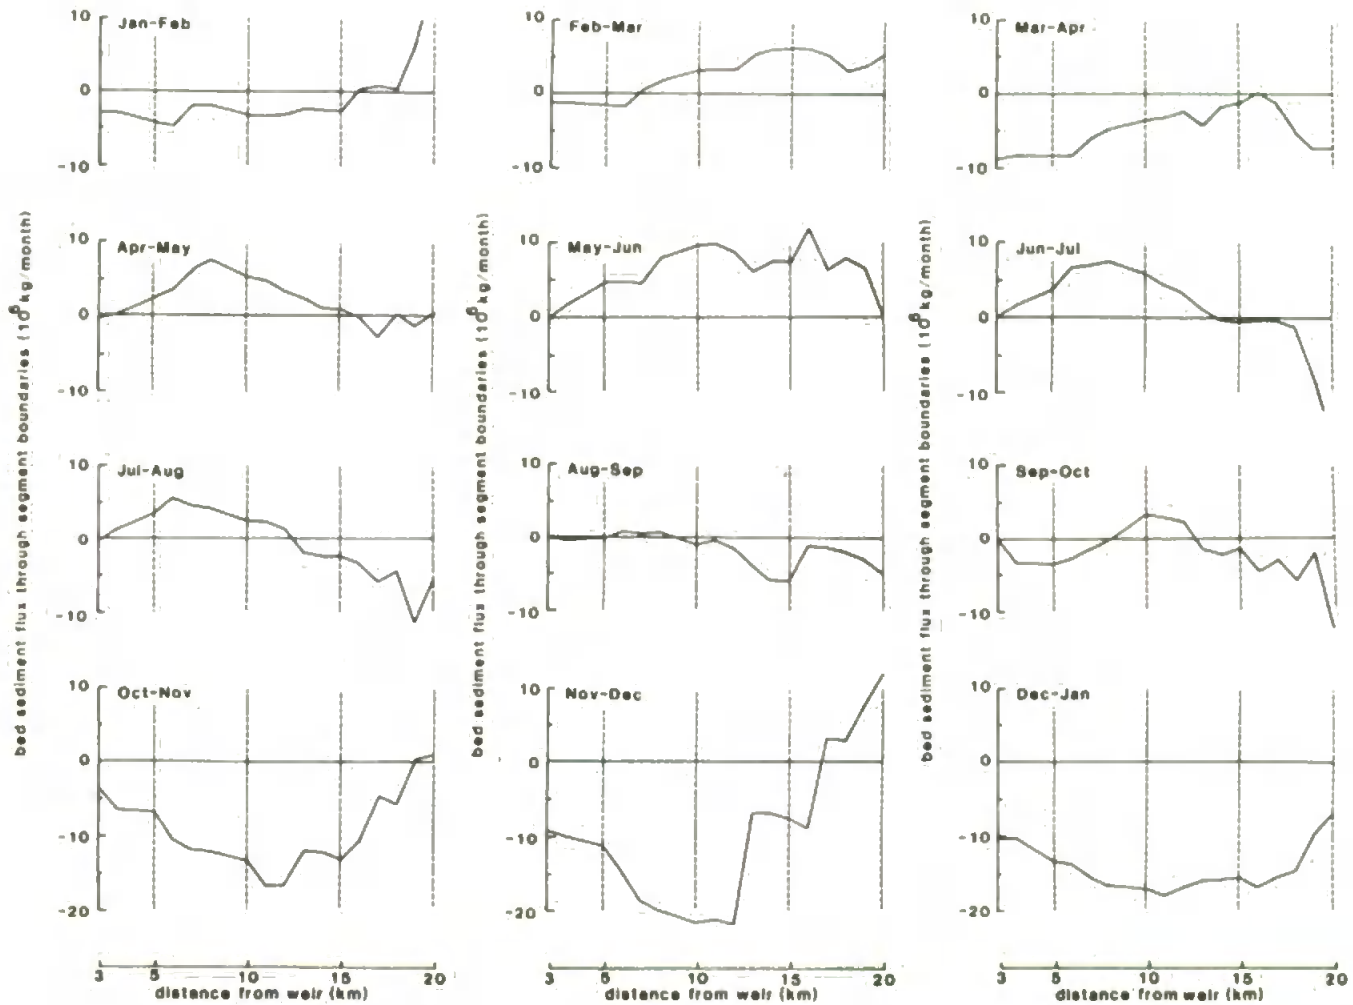 Jan-Feb
10
0
-10
Feb-Mar
10
0
-10
Mar-Apr
10
0
-10
Apr-May
10
0
-10
May-Jun
10
0
-10
Jun-Jul
10
0
-10
Jul-Aug
10
0
-10
Aug-Sep
10
0
-10
Sep-Oct
10
0
-10
Oct-Nov
10
0
-10
-20
Nov-Dec
10
0
-10
-20
Dec-Jan
10
0
-10
-20
bed sediment flux through segment boundaries (10⁶ kg/month)
bed sediment flux through segment boundaries (10⁶ kg/month)
bed sediment flux through segment boundaries (10⁶ kg/month)
3 5 10 15 20
distance from weir (km)
3 5 10 15 20
distance from weir (km)
3 5 10 15 20
distance from weir (km)